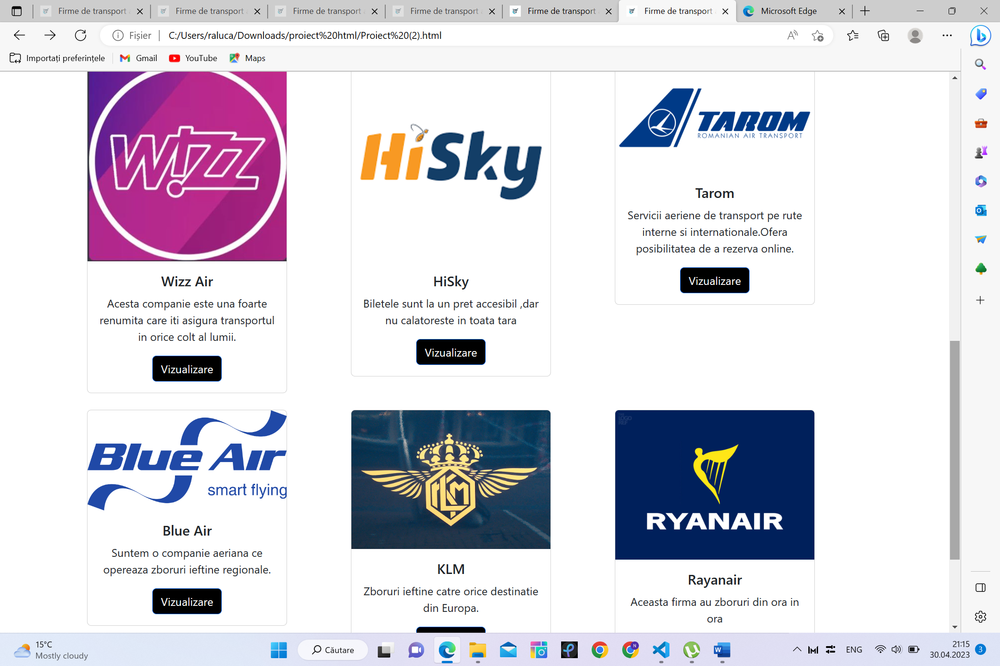 Firme de transport a
Firme de transport a
Firme de transport a
Firme de transport a
Firme de transport
Firme de transport
Microsoft Edge
Fișier
C:/Users/raluca/Downloads/proiect%20html/Proiect%20(2).html
Importați preferințele
Gmail
YouTube
Maps
WIZZ
HiSky
TAROM
ROMANIAN AIR TRANSPORT
Tarom
Servicii aeriene de transport pe rute
interne si internationale.Ofera
posibilitatea de a rezerva online.
Vizualizare
Wizz Air
Acesta companie este una foarte
renumita care iti asigura transportul
in orice colt al lumii.
Vizualizare
HiSky
Biletele sunt la un pret accesibil ,dar
nu calatoreste in toata tara
Vizualizare
Blue Air
smart flying
Blue Air
Suntem o companie aeriana ce
opereaza zboruri ieftine regionale.
Vizualizare
KLM
KLM
Zboruri ieftine catre orice destinatie
din Europa.
THE
LOGO
REF
RYANAIR
Rayanair
Aceasta firma au zboruri din ora in
ora
15°C
Mostly cloudy
Căutare
N
ENG
21:15
30.04.2023
3